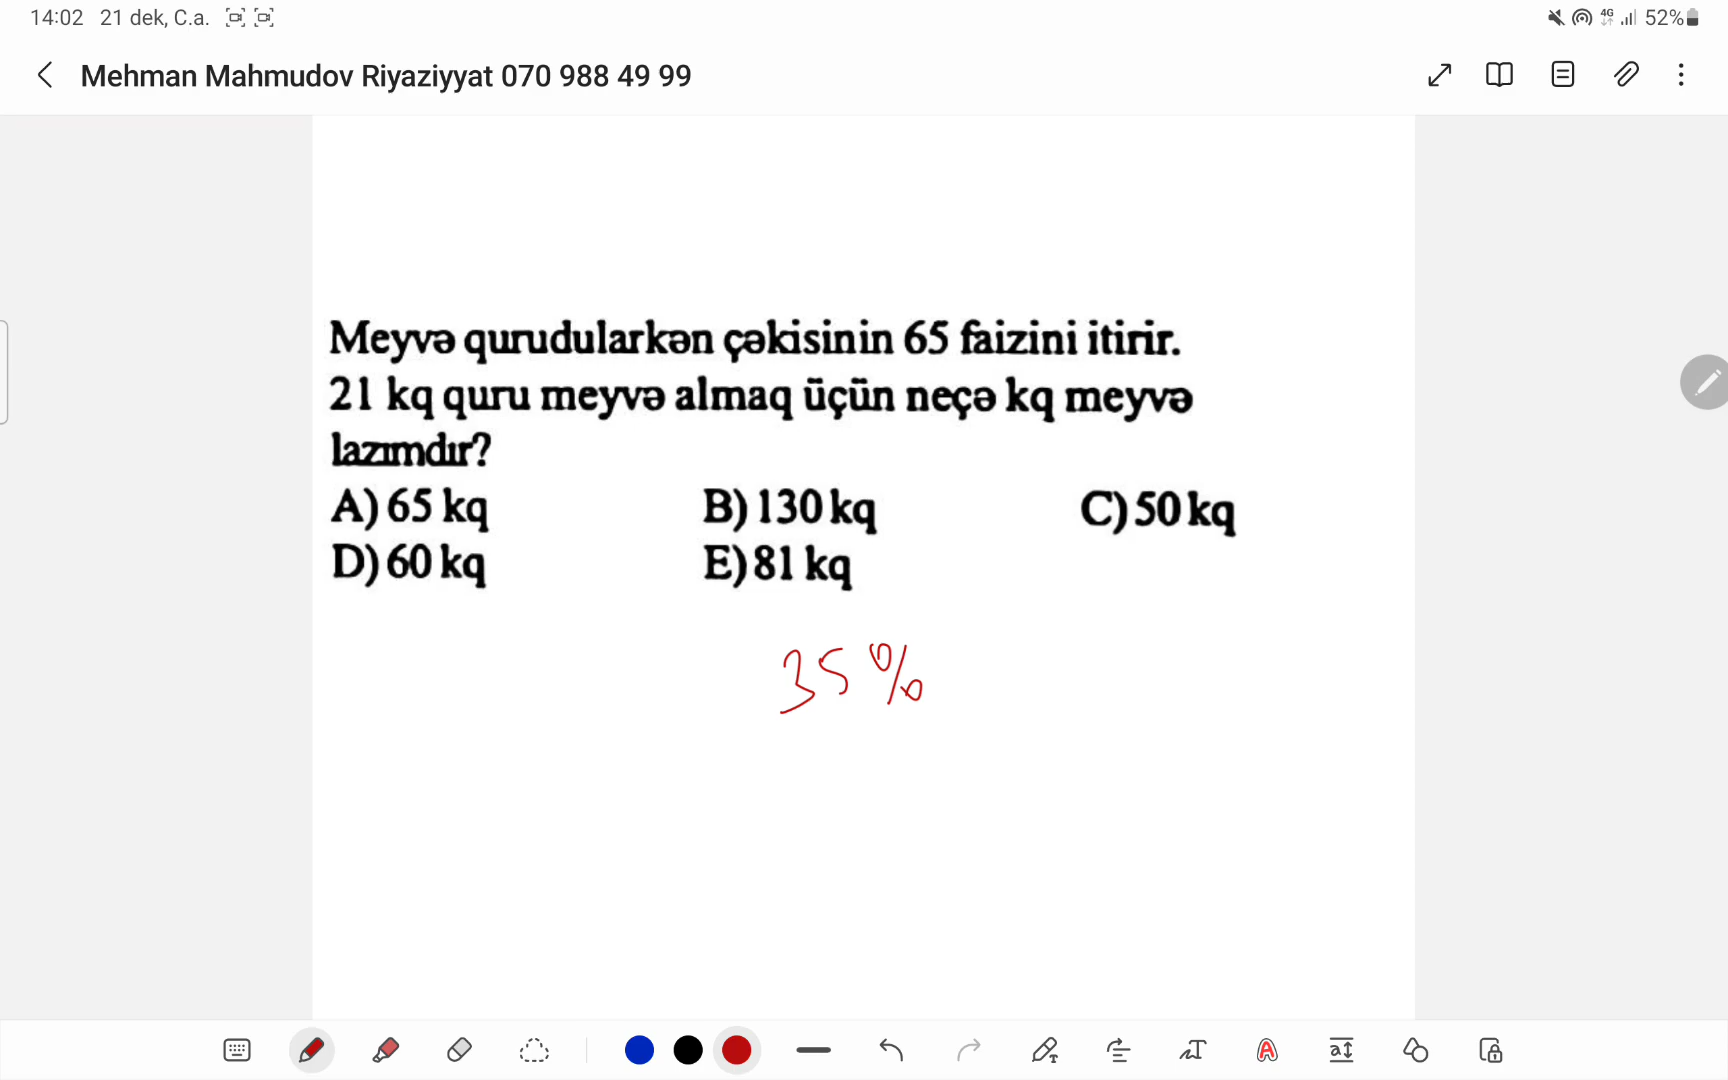 14:02 21 dek, C.a. 4G 52%
Mehman Mahmudov Riyaziyyat 070 988 49 99
Meyvə qurudularkən çəkisinin 65 faizini itirir.
21 kq quru meyvə almaq üçün neçə kq meyvə
lazımdır?
A) 65 kq B) 130 kq C) 50 kq
D) 60 kq E) 81 kq
35 %